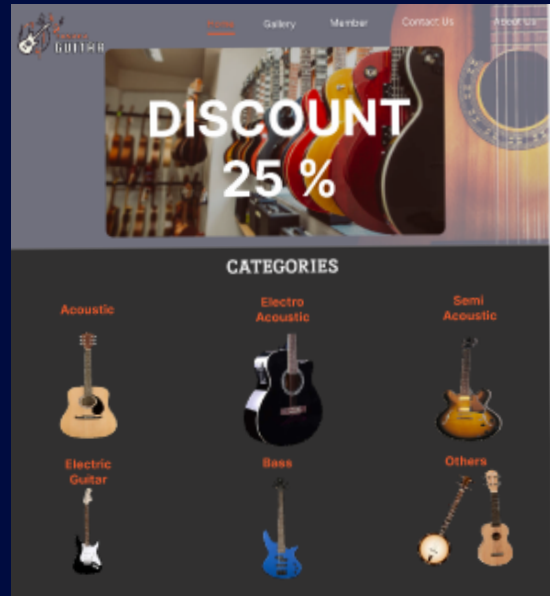 GUITAR
Home Gallery Member Contact Us About Us
DISCOUNT
25 %
CATEGORIES
Acoustic
Electro
Acoustic
Semi
Acoustic
Electric
Guitar
Bass
Others